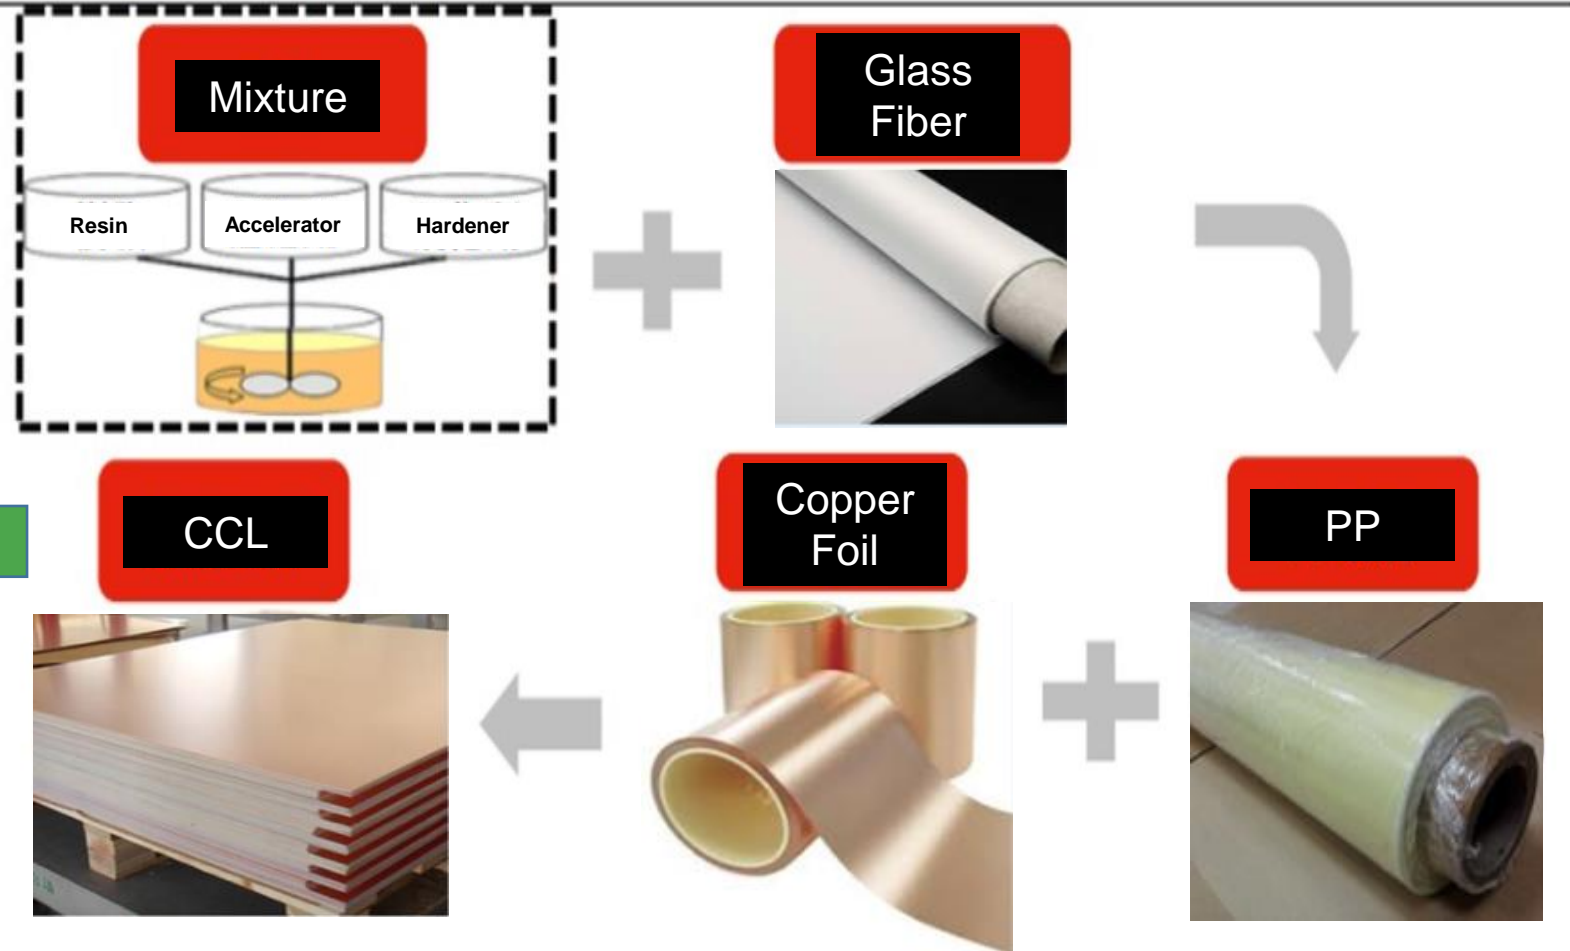 Mixture
Glass
Fiber
Resin
Accelerator
Hardener
CCL
Copper
Foil
PP